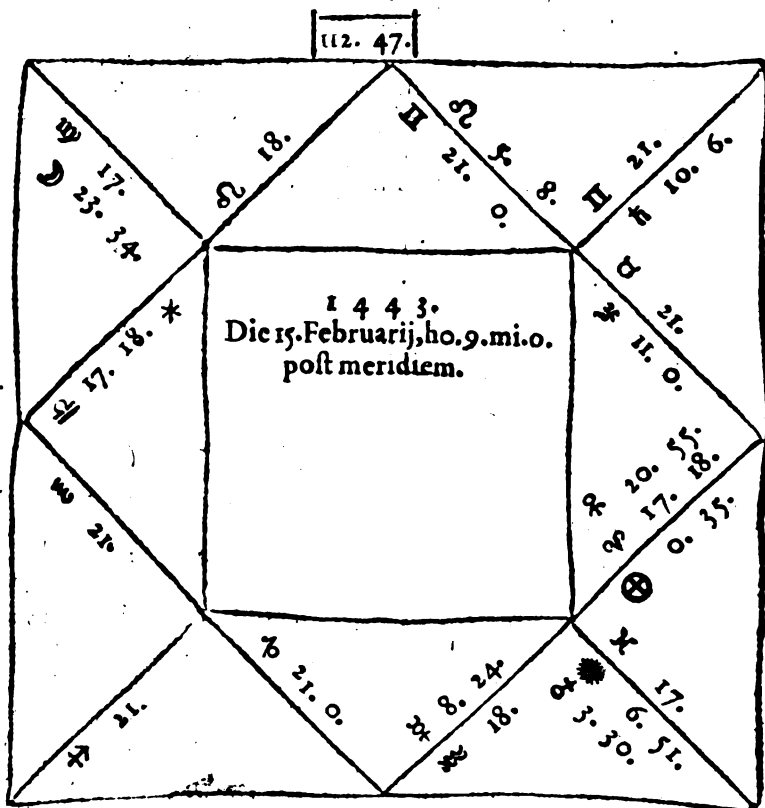 112. 47.
♊ 21. 0.
☊ 5. 8.
♌ 18.
♍ 17.
☽ 23. 34.
♎ 17. 18. ✶
♏ 21.
♐ 21.
♑ 21. 0.
♃ 8. 24.
♒ 18.
♓ 17.
☉ 6. 51.
♀ 3. 30.
⊗ 0. 35.
♈ 17. 18.
20. 55.
♉ 21.
11. 0.
♊ 21.
♄ 10. 6.
1 4 4 3.
Die 15. Februarij, ho. 9. mi. 0.
post meridiem.